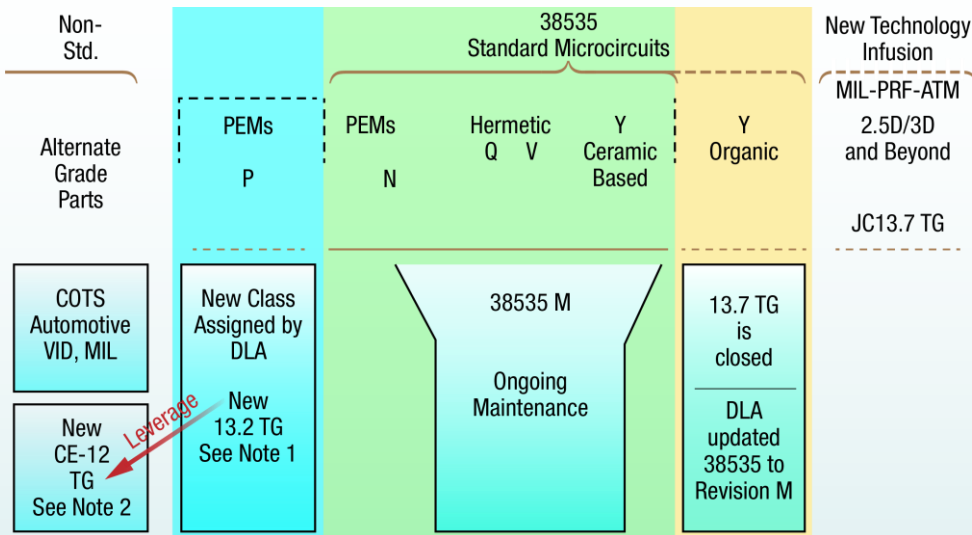 Non-
Std.
38535
Standard Microcircuits
New Technology
Infusion
Alternate
Grade
Parts
PEMs
P
PEMs
N
Hermetic
Q V
Y
Ceramic
Based
Y
Organic
MIL-PRF-ATM
2.5D/3D
and Beyond
JC13.7 TG
COTS
Automotive
VID, MIL
New
CE-12
TG
See Note 2
Leverage
New Class
Assigned by
DLA
New
13.2 TG
See Note 1
38535 M
Ongoing
Maintenance
13.7 TG
is
closed
DLA
updated
38535 to
Revision M